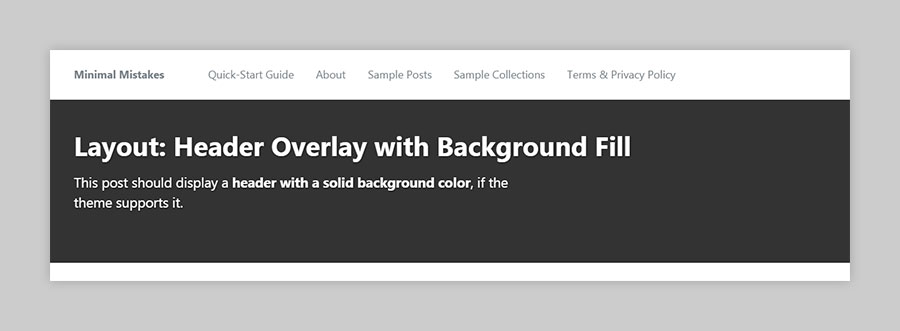 Minimal Mistakes Quick-Start Guide About Sample Posts Sample Collections Terms & Privacy Policy
Layout: Header Overlay with Background Fill
This post should display a header with a solid background color, if the
theme supports it.